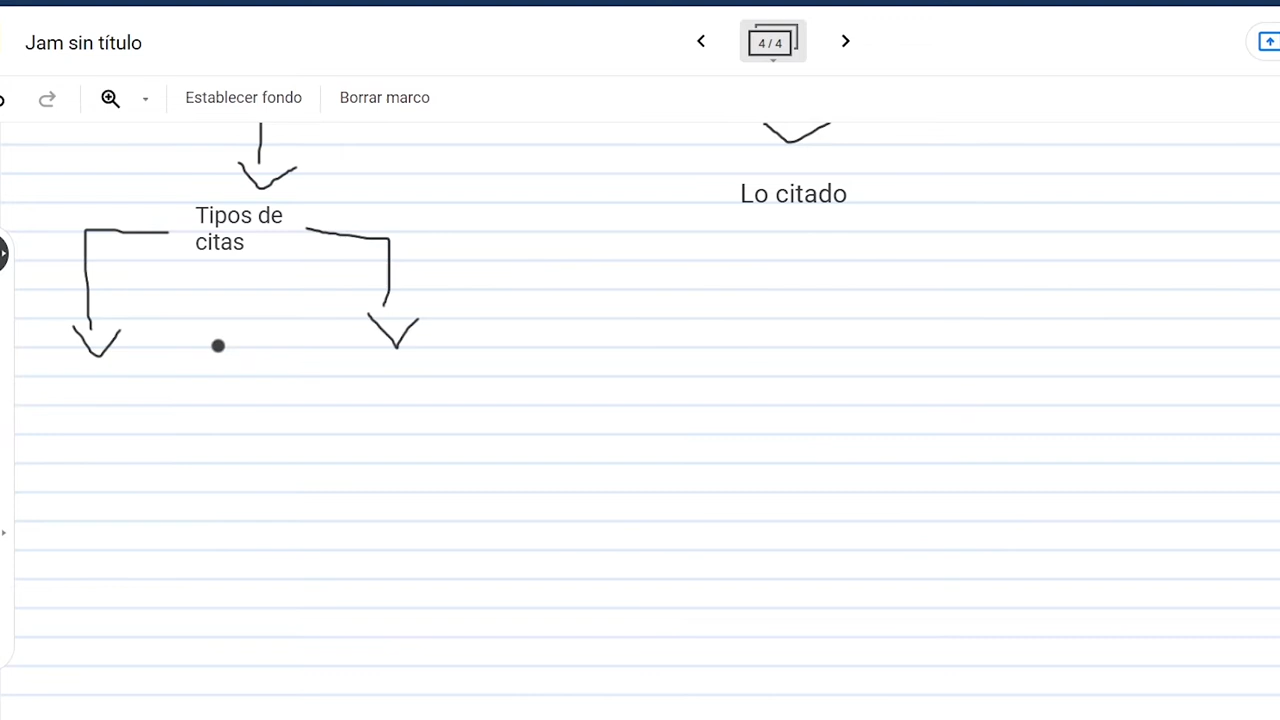 Jam sin título
4 / 4
Establecer fondo
Borrar marco
Lo citado
Tipos de
citas